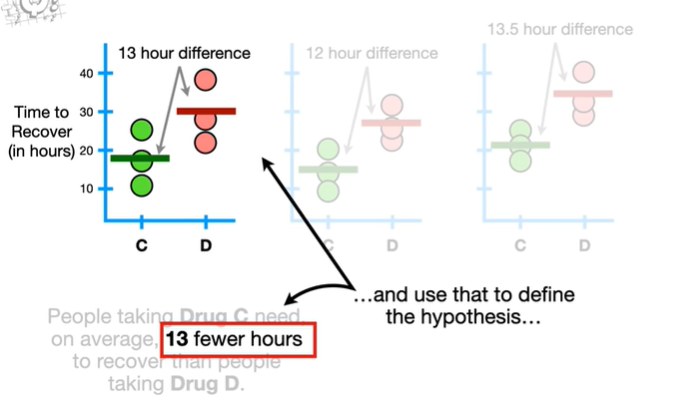 13 hour difference
12 hour difference
13.5 hour difference
Time to
Recover
(in hours)
40
30
20
10
C
D
C
D
C
D
…and use that to define
the hypothesis…
People taking Drug C need,
on average, 13 fewer hours
to recover than people
taking Drug D.